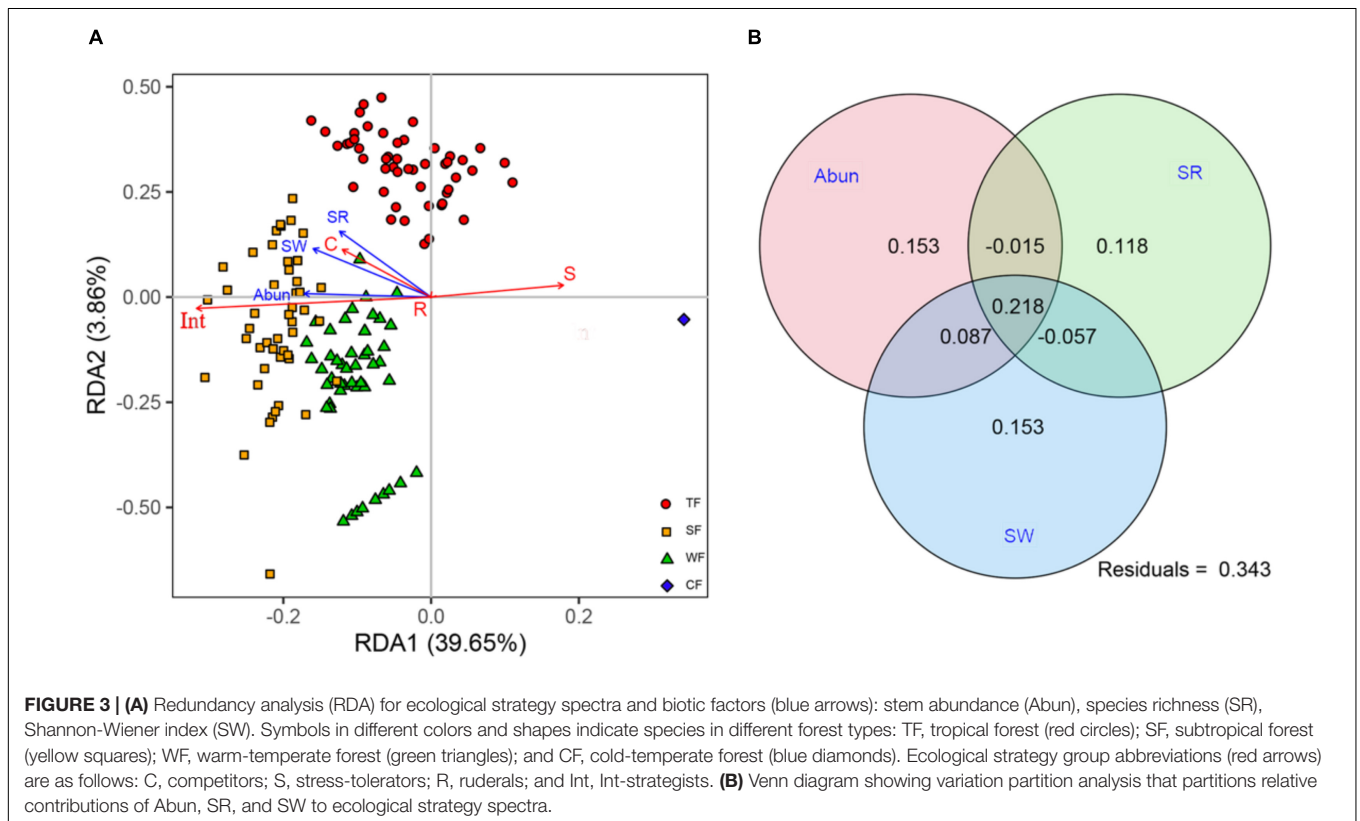 A
B
0.50
0.25
0.00
-0.25
-0.50
RDA2 (3.86%)
SR
SW
C
S
Abun
R
Int
TF
SF
WF
CF
-0.2
0.0
0.2
RDA1 (39.65%)
Abun
SR
0.153
-0.015
0.118
0.218
0.087
-0.057
0.153
SW
Residuals = 0.343
FIGURE 3 | (A) Redundancy analysis (RDA) for ecological strategy spectra and biotic factors (blue arrows): stem abundance (Abun), species richness (SR),
Shannon-Wiener index (SW). Symbols in different colors and shapes indicate species in different forest types: TF, tropical forest (red circles); SF, subtropical forest
(yellow squares); WF, warm-temperate forest (green triangles); and CF, cold-temperate forest (blue diamonds). Ecological strategy group abbreviations (red arrows)
are as follows: C, competitors; S, stress-tolerators; R, ruderals; and Int, Int-strategists. (B) Venn diagram showing variation partition analysis that partitions relative
contributions of Abun, SR, and SW to ecological strategy spectra.